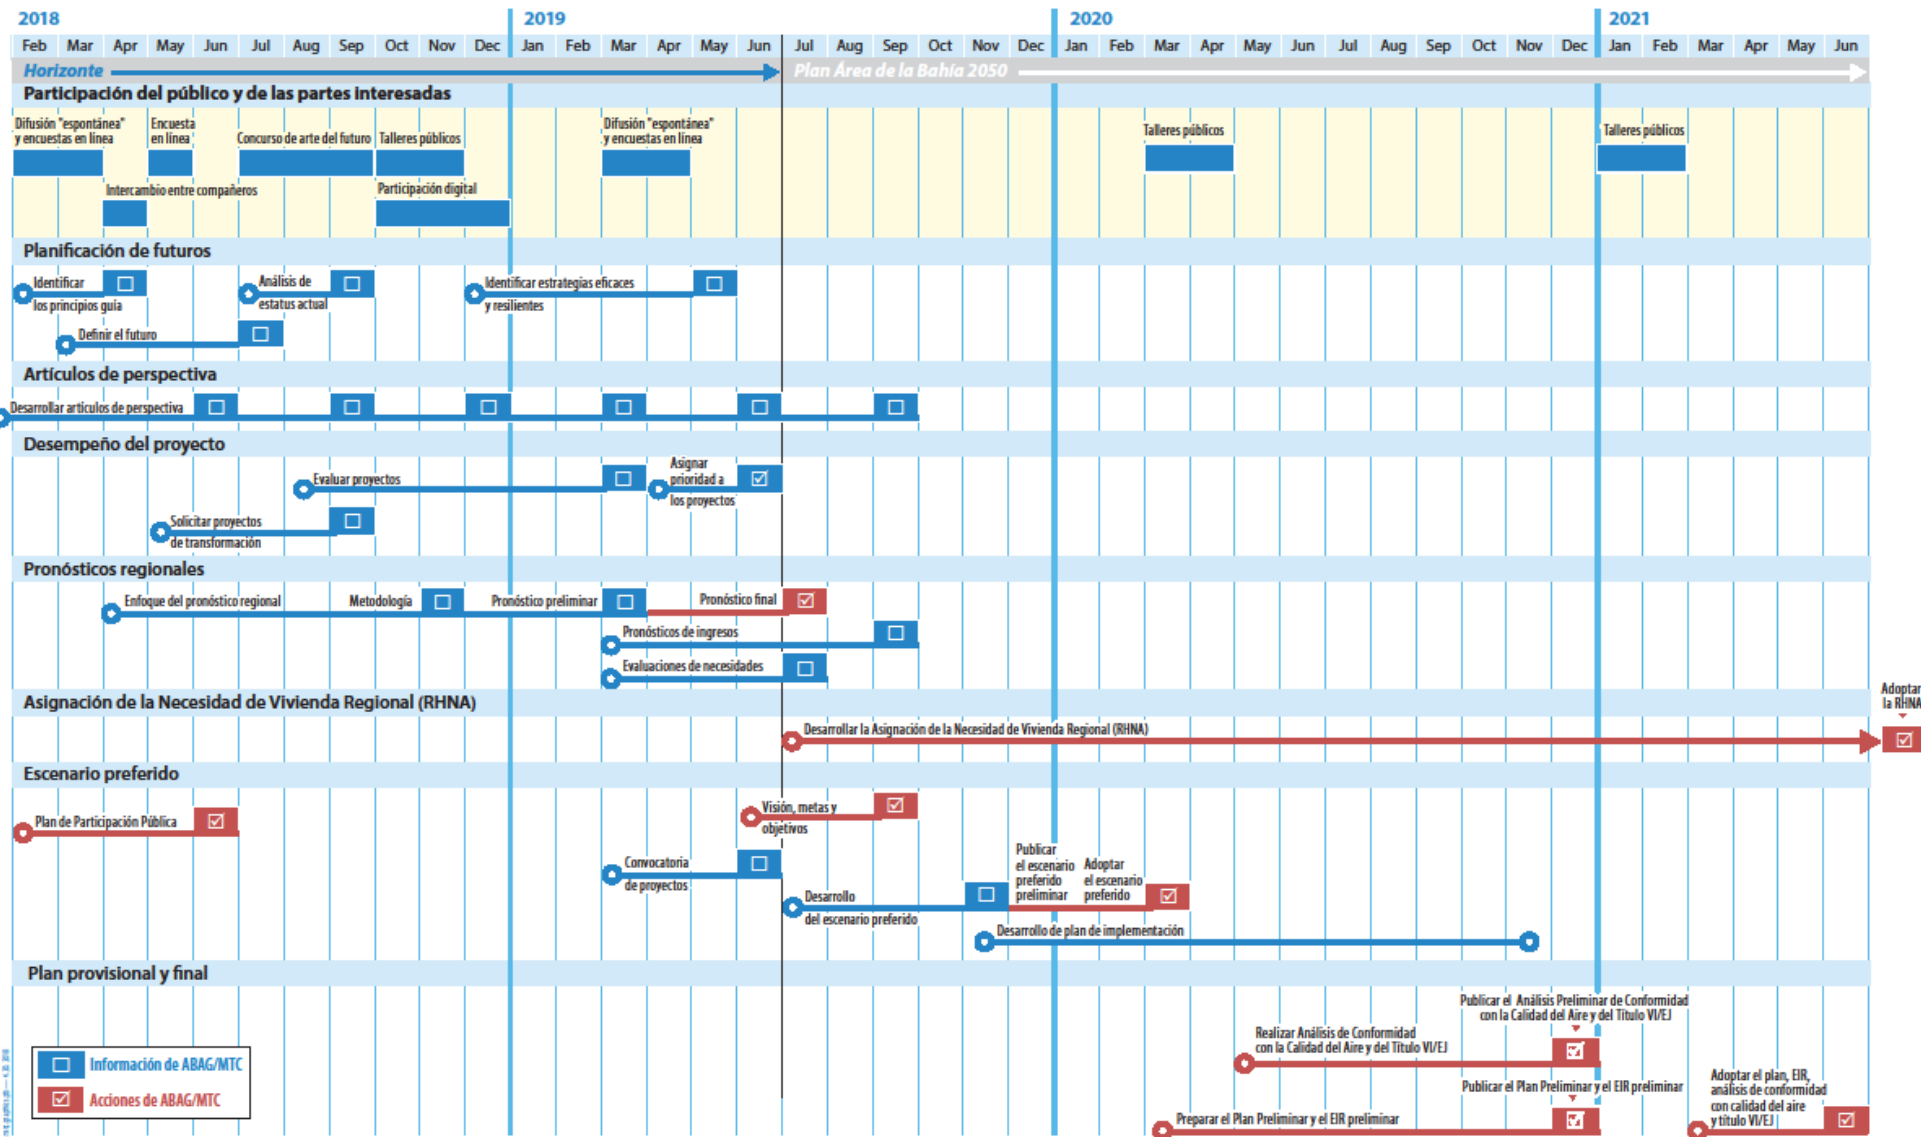 2018
2019
2020
2021
Feb Mar Apr May Jun Jul Aug Sep Oct Nov Dec Jan Feb Mar Apr May Jun Jul Aug Sep Oct Nov Dec Jan Feb Mar Apr May Jun Jul Aug Sep Oct Nov Dec Jan Feb Mar Apr May Jun
Horizonte
Plan Área de la Bahía 2050
Participación del público y de las partes interesadas
Difusión "espontánea"
y encuestas en línea
Encuesta
en línea
Concurso de arte del futuro
Talleres públicos
Difusión "espontánea"
y encuestas en línea
Talleres públicos
Talleres públicos
Intercambio entre compañeros
Participación digital
Planificación de futuros
Identificar
los principios guía
Análisis de
estatus actual
Identificar estrategias eficaces
y resilientes
Definir el futuro
Artículos de perspectiva
Desarrollar artículos de perspectiva
Desempeño del proyecto
Evaluar proyectos
Asignar
prioridad a
los proyectos
Solicitar proyectos
de transformación
Pronósticos regionales
Enfoque del pronóstico regional
Metodología
Pronóstico preliminar
Pronóstico final
Pronósticos de ingresos
Evaluaciones de necesidades
Asignación de la Necesidad de Vivienda Regional (RHNA)
Adoptar
la RHNA
Desarrollar la Asignación de la Necesidad de Vivienda Regional (RHNA)
Escenario preferido
Plan de Participación Pública
Visión, metas y
objetivos
Convocatoria
de proyectos
Publicar
el escenario
preferido
preliminar
Adoptar
el escenario
preferido
Desarrollo
del escenario preferido
Desarrollo de plan de implementación
Plan provisional y final
Publicar el Análisis Preliminar de Conformidad
con la Calidad del Aire y del Título VI/EJ
Realizar Análisis de Conformidad
con la Calidad del Aire y del Título VI/EJ
Publicar el Plan Preliminar y el EIR preliminar
Preparar el Plan Preliminar y el EIR preliminar
Adoptar el plan, EIR,
análisis de conformidad
con calidad del aire
y título VI/EJ
Información de ABAG/MTC
Acciones de ABAG/MTC